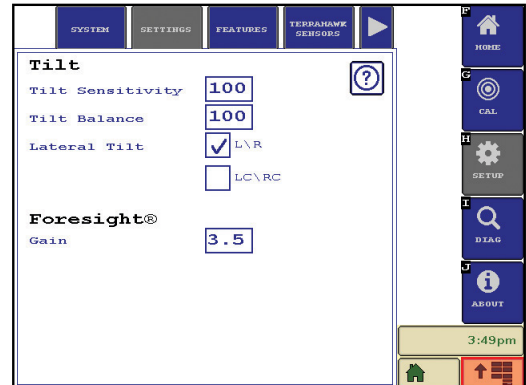 SYSTEM
SETTINGS
FEATURES
TERRAHAWK
SENSORS
F
HOME
Tilt
?
Tilt Sensitivity 100
Tilt Balance 100
Lateral Tilt L\R
LC\RC
Foresight®
Gain 3.5
G
CAL
H
SETUP
I
DIAG
J
i
ABOUT
3:49pm